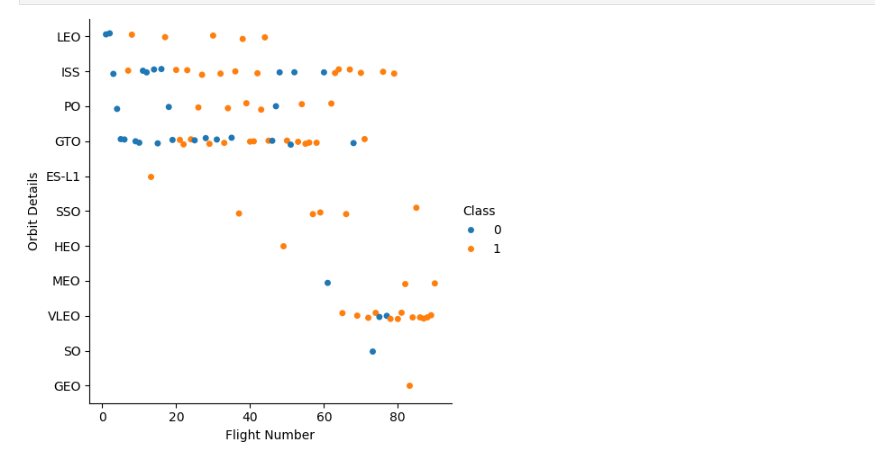 LEO
ISS
PO
GTO
ES-L1
SSO
HEO
MEO
VLEO
SO
GEO
Orbit Details
0 20 40 60 80
Flight Number
Class
0
1